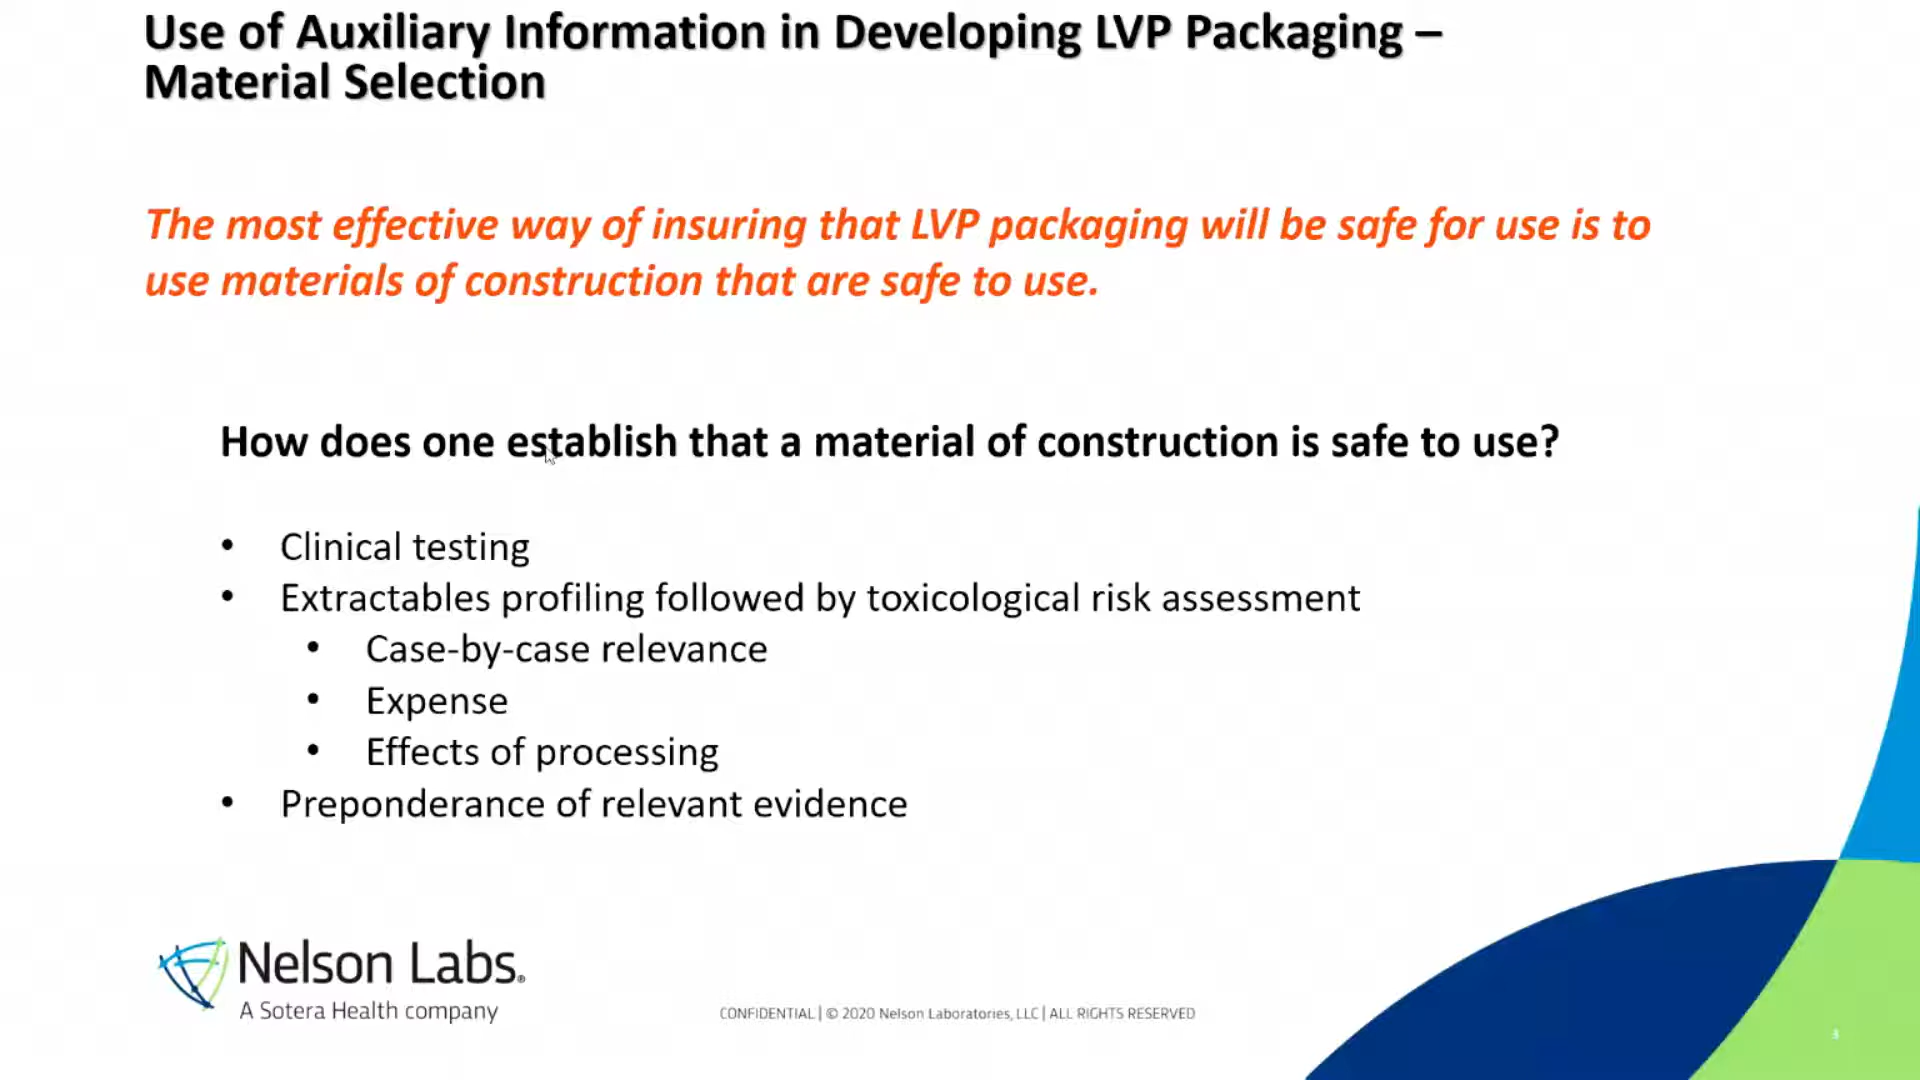 Use of Auxiliary Information in Developing LVP Packaging –
Material Selection
The most effective way of insuring that LVP packaging will be safe for use is to
use materials of construction that are safe to use.
How does one establish that a material of construction is safe to use?
• Clinical testing
• Extractables profiling followed by toxicological risk assessment
• Case-by-case relevance
• Expense
• Effects of processing
• Preponderance of relevant evidence
Nelson Labs®
A Sotera Health company
CONFIDENTIAL | © 2020 Nelson Laboratories, LLC | ALL RIGHTS RESERVED
3